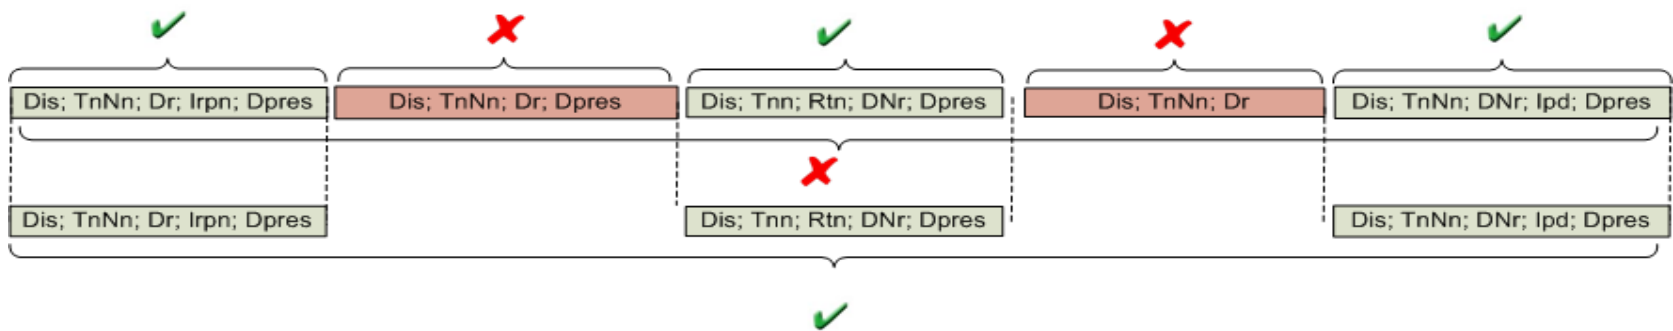 Dis; TnNn; Dr; Irpn; Dpres
Dis; TnNn; Dr; Dpres
Dis; Tnn; Rtn; DNr; Dpres
Dis; TnNn; Dr
Dis; TnNn; DNr; Ipd; Dpres
Dis; TnNn; Dr; Irpn; Dpres
Dis; Tnn; Rtn; DNr; Dpres
Dis; TnNn; DNr; Ipd; Dpres